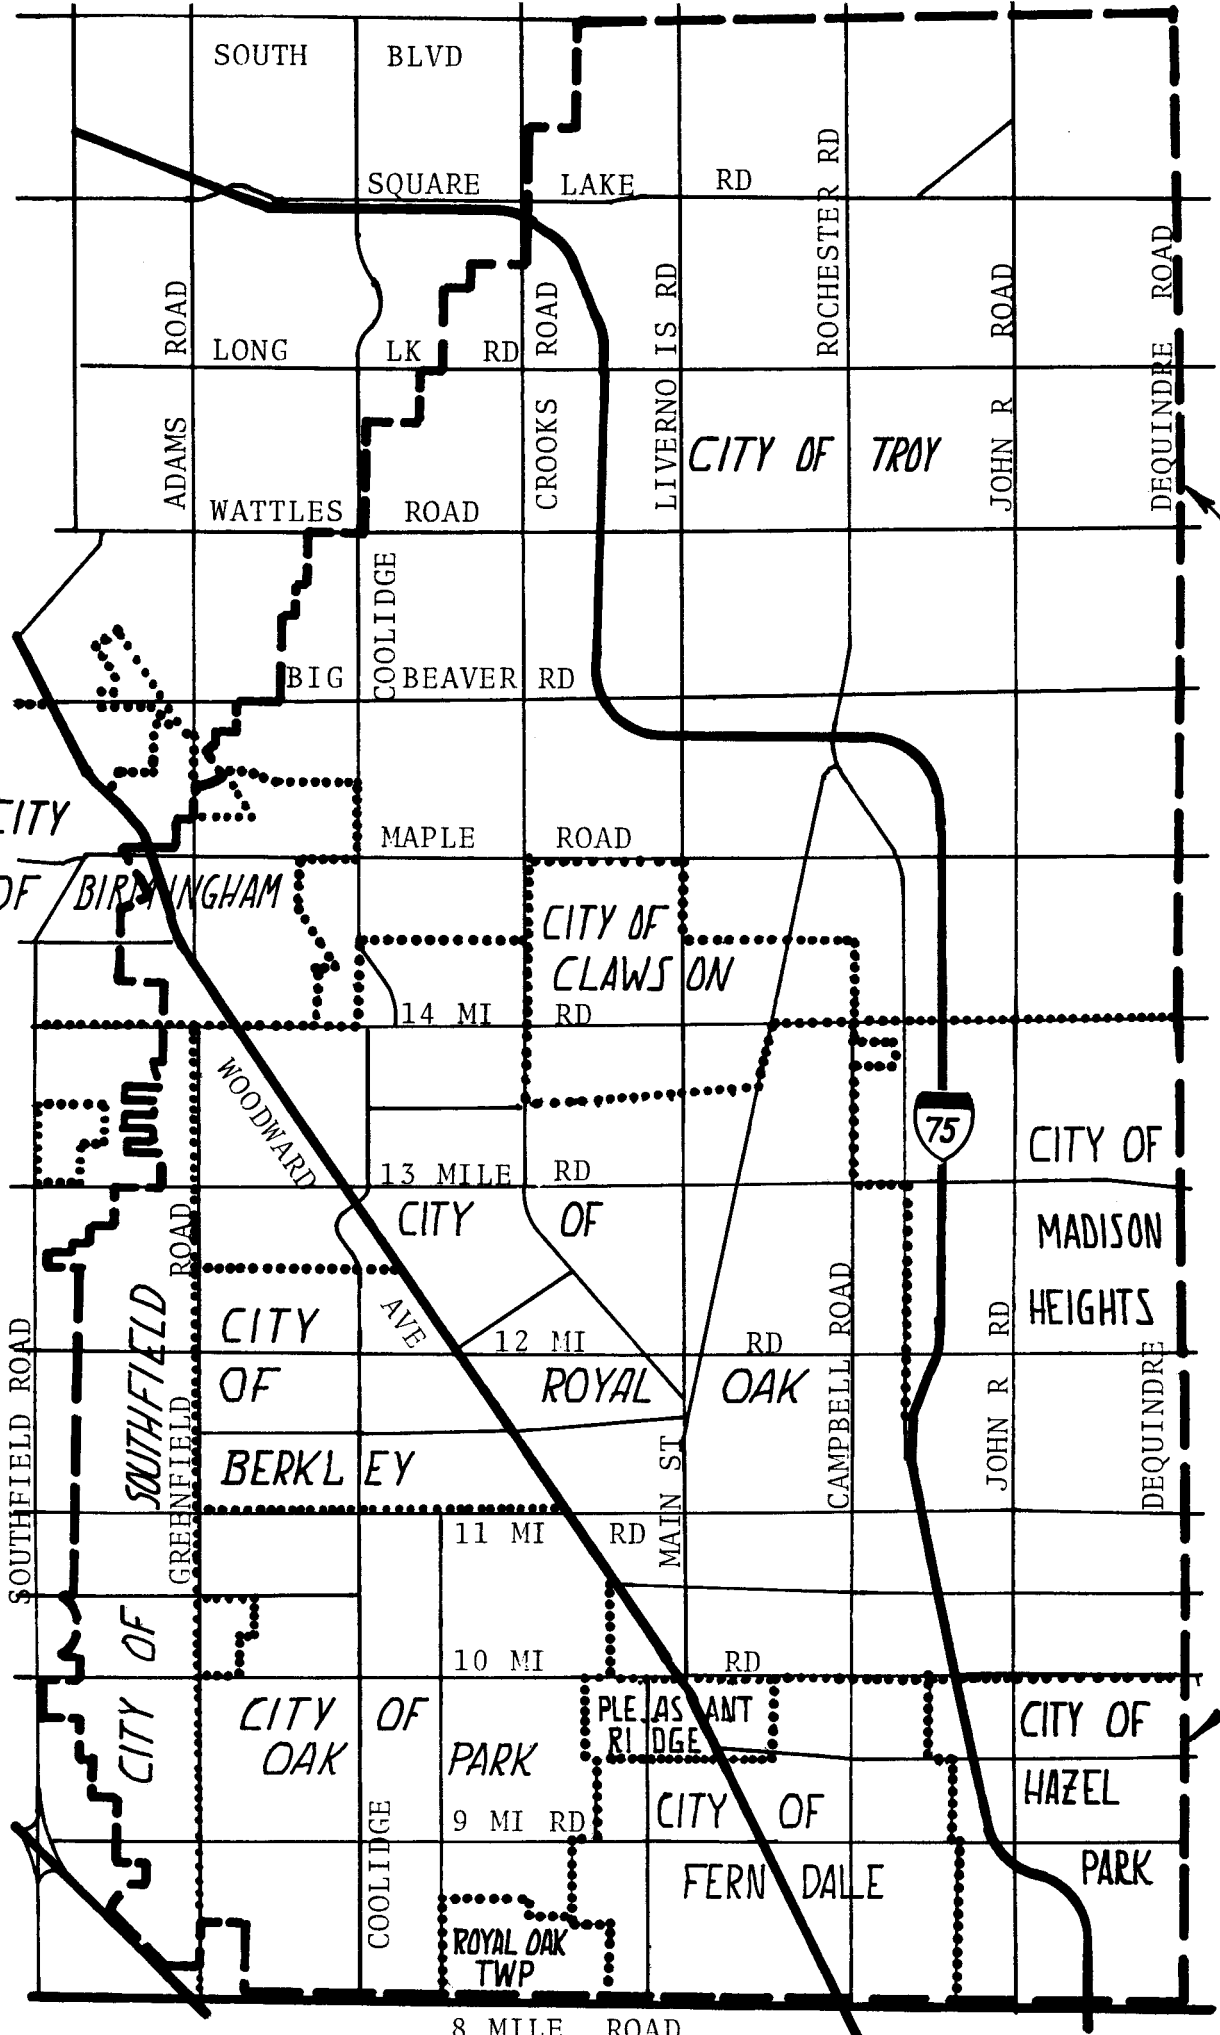 SOUTH BLVD
SQUARE LAKE RD
ROCHESTER RD
ADAMS ROAD
LONG LK RD
CROOKS ROAD
LIVERNOIS RD
JOHN R ROAD
DEQUINDRE ROAD
CITY OF TROY
WATTLES ROAD
COOLIDGE
BIG BEAVER RD
CITY
OF BIRMINGHAM
MAPLE ROAD
CITY OF
CLAWSON
14 MI RD
WOODWARD AVE
75
CITY OF
MADISON
HEIGHTS
13 MILE RD
CITY OF
ROYAL OAK
CITY
OF
BERKLEY
12 MI RD
SOUTHFIELD ROAD
CITY OF SOUTHFIELD
GREENFIELD ROAD
CAMPBELL ROAD
JOHN R RD
DEQUINDRE
MAIN ST
11 MI RD
10 MI RD
CITY OF
OAK PARK
PLEASANT
RIDGE
CITY OF
HAZEL
PARK
9 MI RD
CITY OF
FERNDALE
COOLIDGE
ROYAL OAK
TWP
8 MILE ROAD